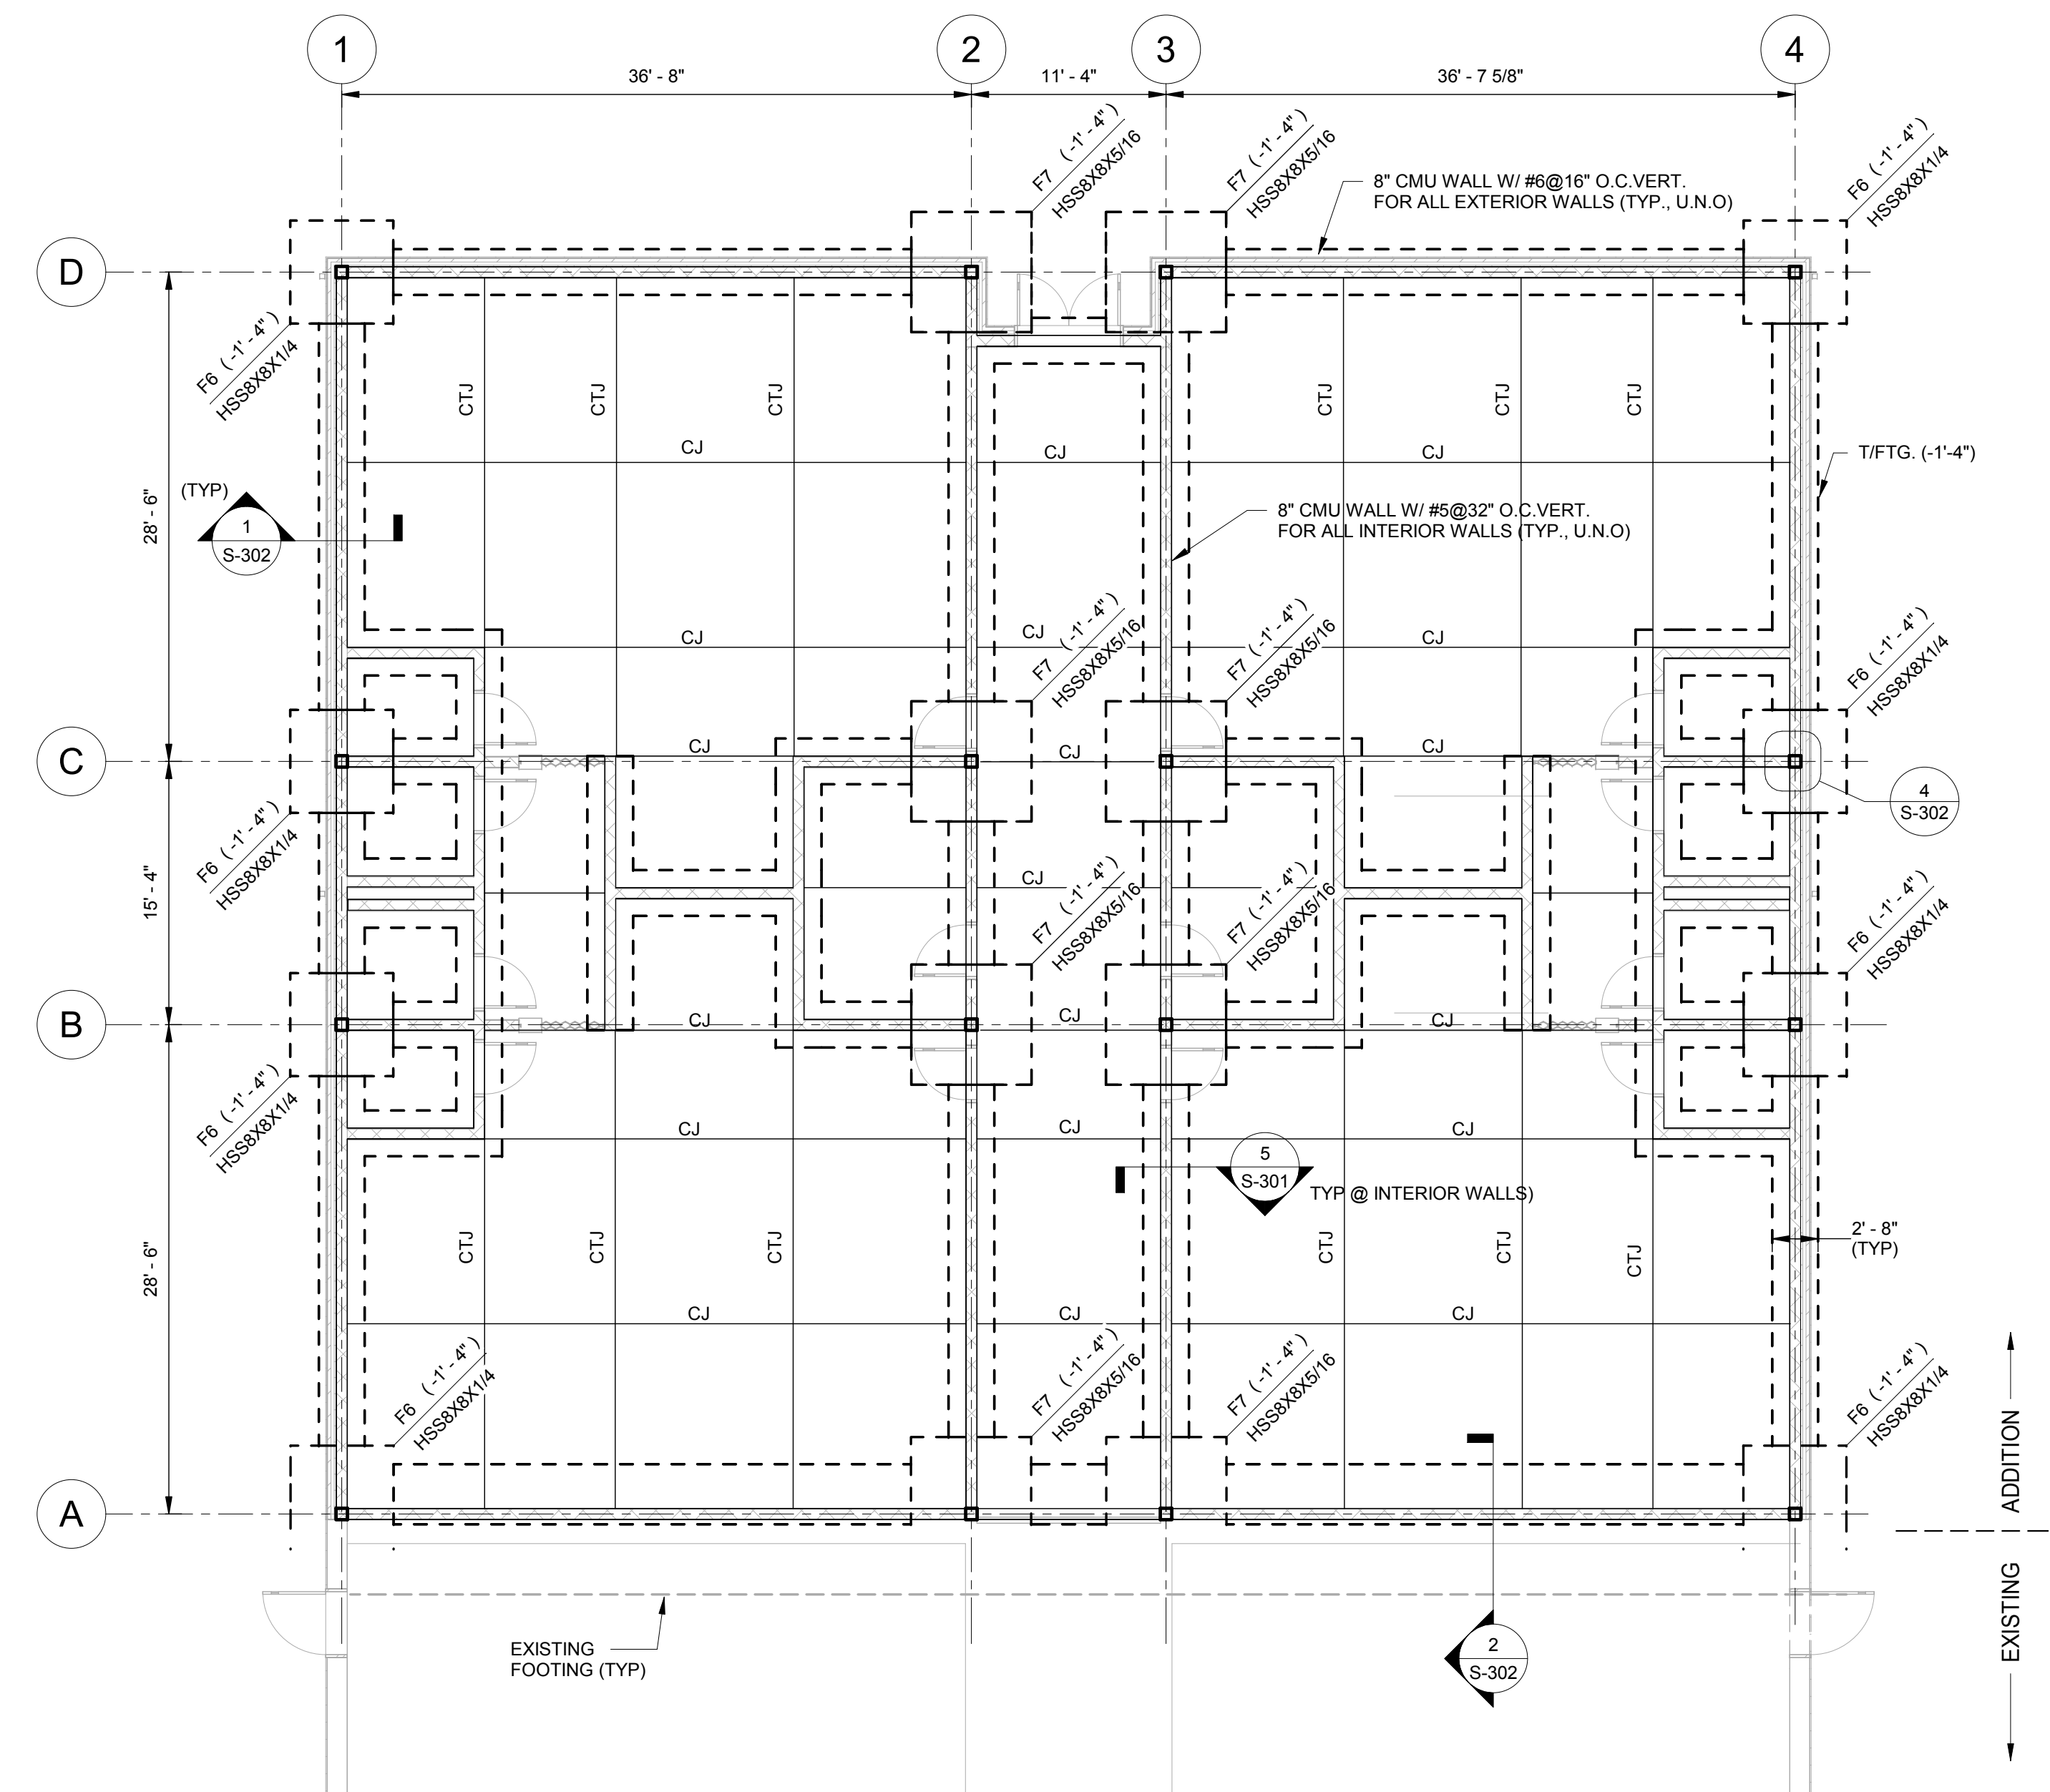 1
2
3
4
36' - 8"
11' - 4"
36' - 7 5/8"
F7 (-1' - 4")
HSS8X8X5/16
F7 (-1' - 4")
HSS8X8X5/16
F6 (-1' - 4")
HSS8X8X1/4
8" CMU WALL W/ #6@16" O.C.VERT.
FOR ALL EXTERIOR WALLS (TYP., U.N.O)
D
F6 (-1' - 4")
HSS8X8X1/4
CTJ
CTJ
CTJ
CTJ
CTJ
CTJ
CJ
CJ
CJ
T/FTG. (-1'-4")
(TYP)
1
S-302
28' - 6"
8" CMU WALL W/ #5@32" O.C.VERT.
FOR ALL INTERIOR WALLS (TYP., U.N.O)
CJ
CJ
CJ
F7 (-1' - 4")
HSS8X8X5/16
F7 (-1' - 4")
HSS8X8X5/16
F6 (-1' - 4")
HSS8X8X1/4
C
CJ
CJ
CJ
4
S-302
F6 (-1' - 4")
HSS8X8X1/4
15' - 4"
CJ
F7 (-1' - 4")
HSS8X8X5/16
F7 (-1' - 4")
HSS8X8X5/16
F6 (-1' - 4")
HSS8X8X1/4
B
CJ
CJ
CJ
F6 (-1' - 4")
HSS8X8X1/4
CJ
CJ
CJ
5
S-301
TYP @ INTERIOR WALLS)
28' - 6"
CTJ
CTJ
CTJ
CTJ
CTJ
CTJ
2' - 8"
(TYP)
CJ
CJ
CJ
F6 (-1' - 4")
HSS8X8X1/4
F7 (-1' - 4")
HSS8X8X5/16
F7 (-1' - 4")
HSS8X8X5/16
F6 (-1' - 4")
HSS8X8X1/4
A
ADDITION
EXISTING
EXISTING
FOOTING (TYP)
2
S-302